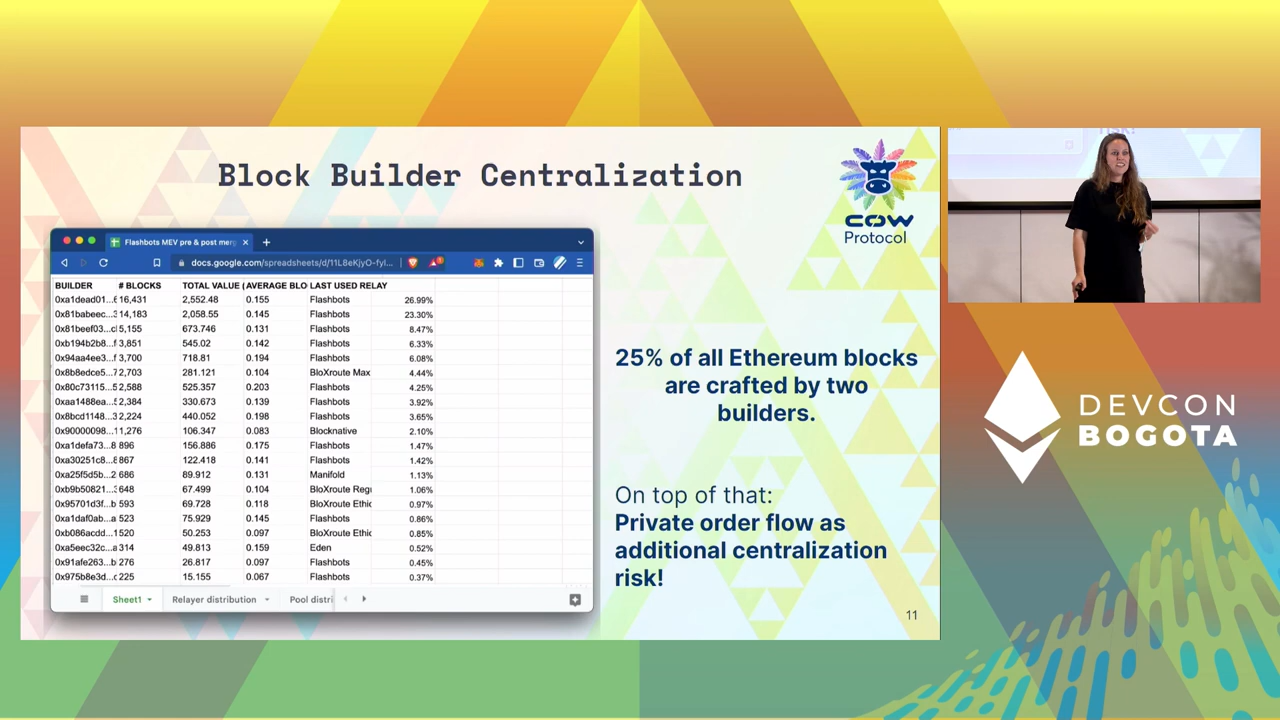 Block Builder Centralization
COW
Protocol
Flashbots MEV pre & post mer
docs.google.com/spreadsheets/d/11L8eKjyO-fyl...
BUILDER # BLOCKS TOTAL VALUE ( AVERAGE BLO LAST USED RELAY
0xa1dead01... 16,431 2,552.48 0.155 Flashbots 26.99%
0x81babeec... 14,183 2,058.55 0.145 Flashbots 23.30%
0x81beef03... 5,155 673.746 0.131 Flashbots 8.47%
0xb194b2b8... 3,851 545.02 0.142 Flashbots 6.33%
0x94aa4ee3... 3,700 718.81 0.194 Flashbots 6.08%
0x8b8edce5... 2,703 281.121 0.104 BloXroute Max 4.44%
0x80c73115... 2,588 525.357 0.203 Flashbots 4.25%
0xaa1488ea... 2,384 330.673 0.139 Flashbots 3.92%
0x8bcd1148... 2,224 440.052 0.198 Flashbots 3.65%
0x90000098... 1,276 106.347 0.083 Blocknative 2.10%
0xa1defa73... 896 156.886 0.175 Flashbots 1.47%
0xa30251c8... 867 122.418 0.141 Flashbots 1.42%
0xa25f5d5b... 686 89.912 0.131 Manifold 1.13%
0xb9b50821... 648 67.499 0.104 BloXroute Reg 1.06%
0x95701d3f... 593 69.728 0.118 BloXroute Ethic 0.97%
0xa1daf0ab... 523 75.929 0.145 Flashbots 0.86%
0xb086acdd... 520 50.253 0.097 BloXroute Ethic 0.85%
0xa5eec32c... 314 49.813 0.159 Eden 0.52%
0x91afe263... 276 26.817 0.097 Flashbots 0.45%
0x975b8e3d... 225 15.155 0.067 Flashbots 0.37%
Sheet1 Relayer distribution Pool distri
25% of all Ethereum blocks
are crafted by two
builders.
On top of that:
Private order flow as
additional centralization
risk!
11
risk!
DEVCON
BOGOTA